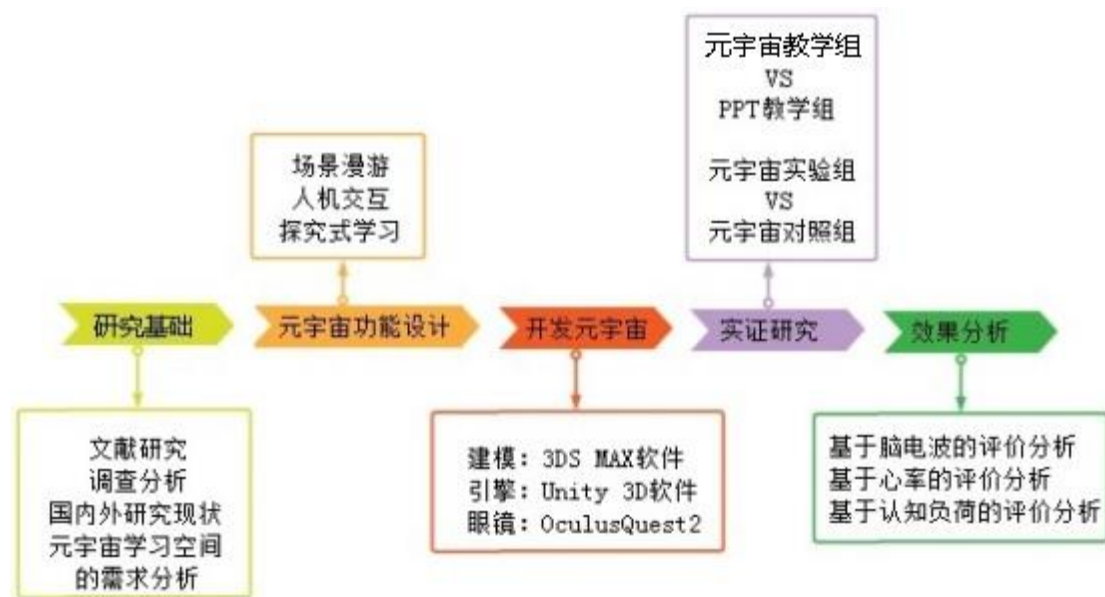 元宇宙教学组
VS
PPT教学组
元宇宙实验组
VS
元宇宙对照组
场景漫游
人机交互
探究式学习
研究基础
元宇宙功能设计
开发元宇宙
实证研究
效果分析
文献研究
调查分析
国内外研究现状
元宇宙学习空间
的需求分析
建模：3DS MAX软件
引擎：Unity 3D软件
眼镜：OculusQuest2
基于脑电波的评价分析
基于心率的评价分析
基于认知负荷的评价分析